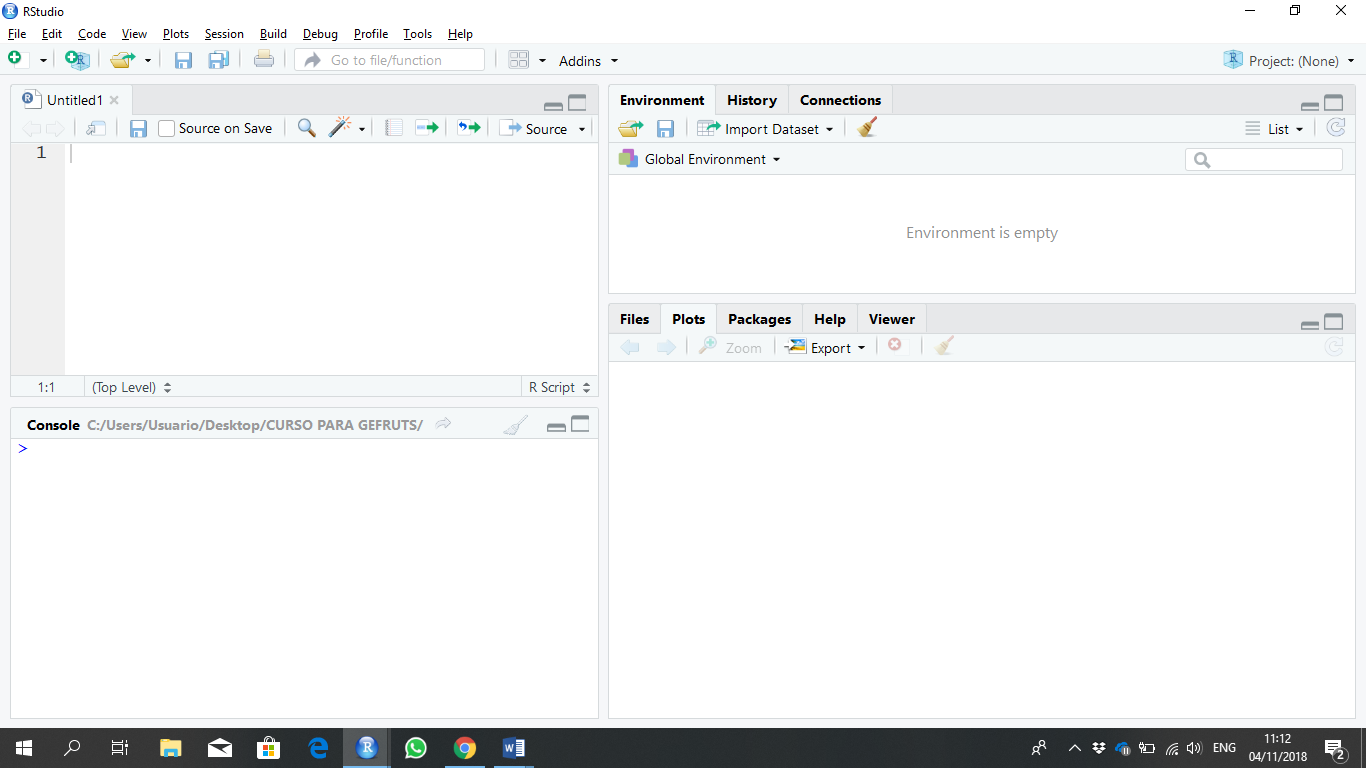 RStudio
File Edit Code View Plots Session Build Debug Profile Tools Help
Go to file/function Addins Project: (None)
Untitled1
Source on Save Source
1
1:1 (Top Level) R Script
Console C:/Users/Usuario/Desktop/CURSO PARA GEFRUTS/
>
Environment History Connections
Import Dataset List
Global Environment
Environment is empty
Files Plots Packages Help Viewer
Zoom Export
ENG 11:12
04/11/2018 2